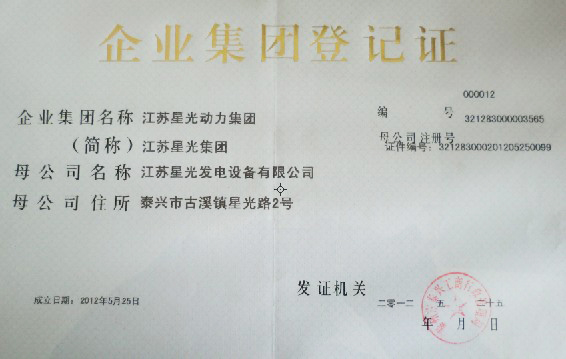 企业集团登记证
000012
编 号 321283000003565
企业集团名称 江苏星光动力集团
母公司注册号
（简称） 江苏星光集团
证件编号: 321283000201205250099
母公司名称 江苏星光发电设备有限公司
母公司住所 泰兴市古溪镇星光路2号
发证机关
成立日期: 2012年5月25日
二零一二 五 二十五
年 月 日